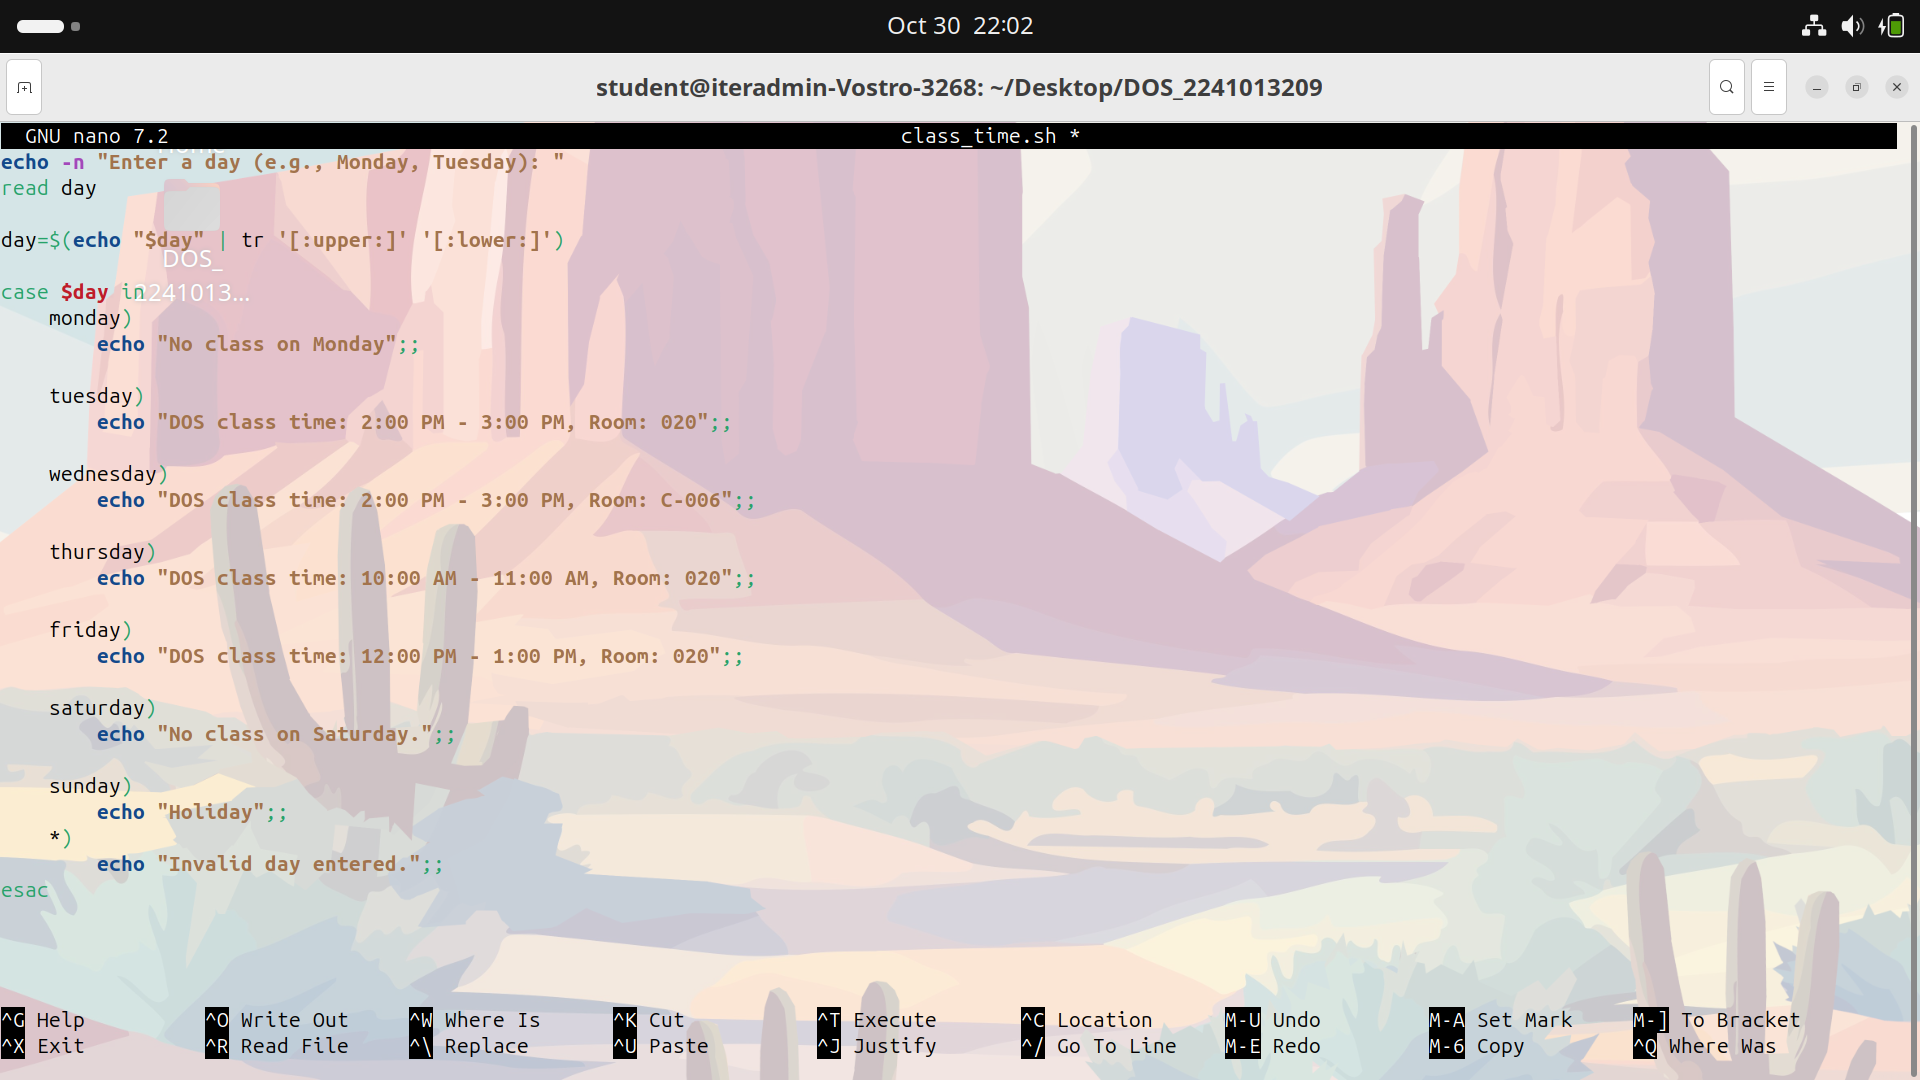 Oct 30 22:02
student@iteradmin-Vostro-3268: ~/Desktop/DOS_2241013209
GNU nano 7.2 class_time.sh *
Home
echo -n "Enter a day (e.g., Monday, Tuesday): "
read day
day=$(echo "$day" | tr '[:upper:]' '[:lower:]')
DOS_
2241013...
case $day in
monday)
echo "No class on Monday";;
tuesday)
echo "DOS class time: 2:00 PM - 3:00 PM, Room: 020";;
wednesday)
echo "DOS class time: 2:00 PM - 3:00 PM, Room: C-006";;
thursday)
echo "DOS class time: 10:00 AM - 11:00 AM, Room: 020";;
friday)
echo "DOS class time: 12:00 PM - 1:00 PM, Room: 020";;
saturday)
echo "No class on Saturday.";;
sunday)
echo "Holiday";;
*)
echo "Invalid day entered.";;
esac
^G Help ^O Write Out ^W Where Is ^K Cut ^T Execute ^C Location M-U Undo M-A Set Mark M-] To Bracket
^X Exit ^R Read File ^\ Replace ^U Paste ^J Justify ^/ Go To Line M-E Redo M-6 Copy ^Q Where Was